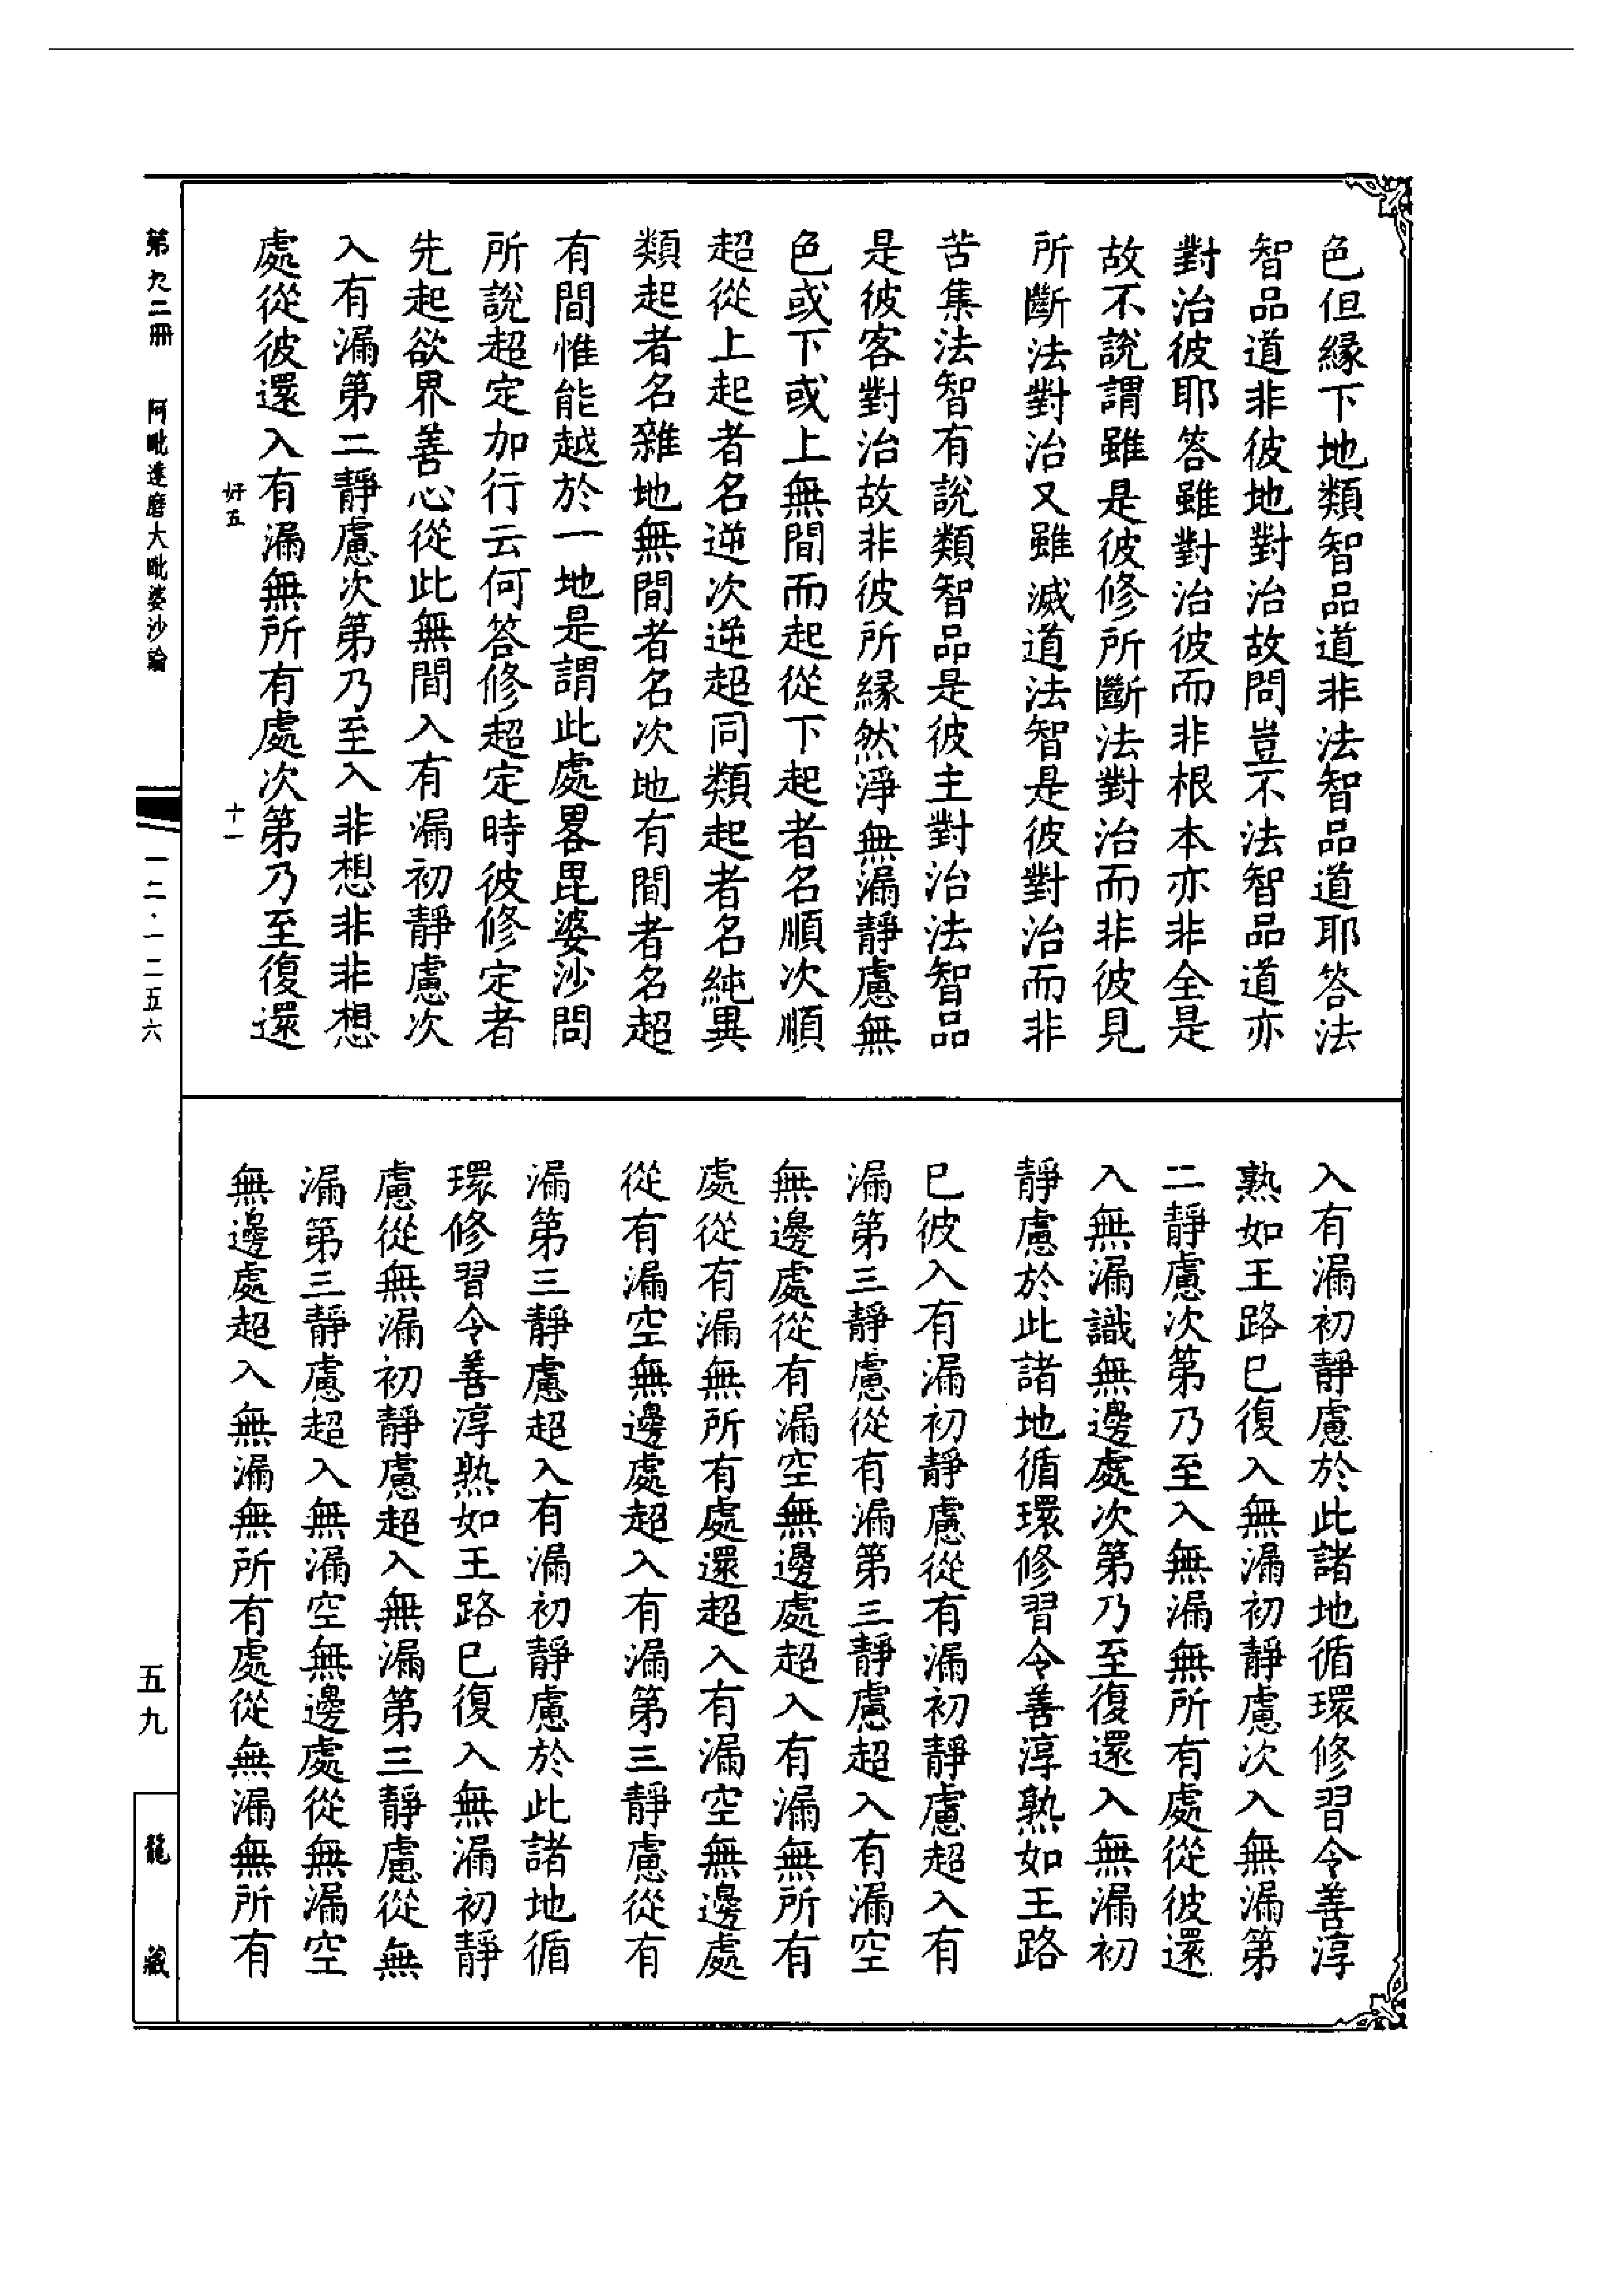 色但緣下地類智品道非法智品道耶答法
智品道非彼地對治故問豈不法智品道亦
對治彼耶答雖對治彼而非根本亦非全是
故不說謂雖是彼修所斷法對治而非彼見
所斷法對治又雖滅道法智是彼對治而非
苦集法智有說類智品是彼主對治法智品
是彼客對治故非彼所緣然淨無漏靜慮無
色或下或上無間而起從下起者名順次順
超從上起者名逆次逆超同類起者名純異
類起者名雜地無間者名次地有間者名超
有間惟能越於一地是謂此處畧毘婆沙問
所說超定加行云何答修超定時彼修定者
先起欲界善心從此無間入有漏初靜慮次
入有漏第二靜慮次第乃至入非想非非想
處從彼還入有漏無所有處次第乃至復還
好五 十一
入有漏初靜慮於此諸地循環修習令善淳
熟如王路已復入無漏初靜慮次入無漏第
二靜慮次第乃至入無漏無所有處從彼還
入無漏識無邊處次第乃至復還入無漏初
靜慮於此諸地循環修習令善淳熟如王路
已彼入有漏初靜慮從有漏初靜慮超入有
漏第三靜慮從有漏第三靜慮超入有漏空
無邊處從有漏空無邊處超入有漏無所有
處從有漏無所有處還超入有漏空無邊處
從有漏空無邊處超入有漏第三靜慮從有
漏第三靜慮超入有漏初靜慮於此諸地循
環修習令善淳熟如王路已復入無漏初靜
慮從無漏初靜慮超入無漏第三靜慮從無
漏第三靜慮超入無漏空無邊處從無漏空
無邊處超入無漏無所有處從無漏無所有
第九二冊 阿毗達磨大毗婆沙論
一二·一二五六
五九
龍藏